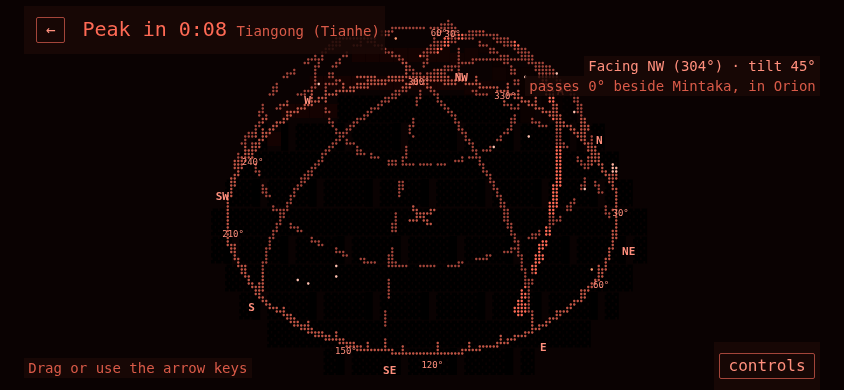 ← Peak in 0:08 Tiangong (Tianhe)
60° 30°
Facing NW (304°) · tilt 45°
300° NW
passes 0° beside Mintaka, in Orion
W 330°
N
240°
SW
30°
210°
NE
60°
S
150° E
120°
SE
Drag or use the arrow keys
controls